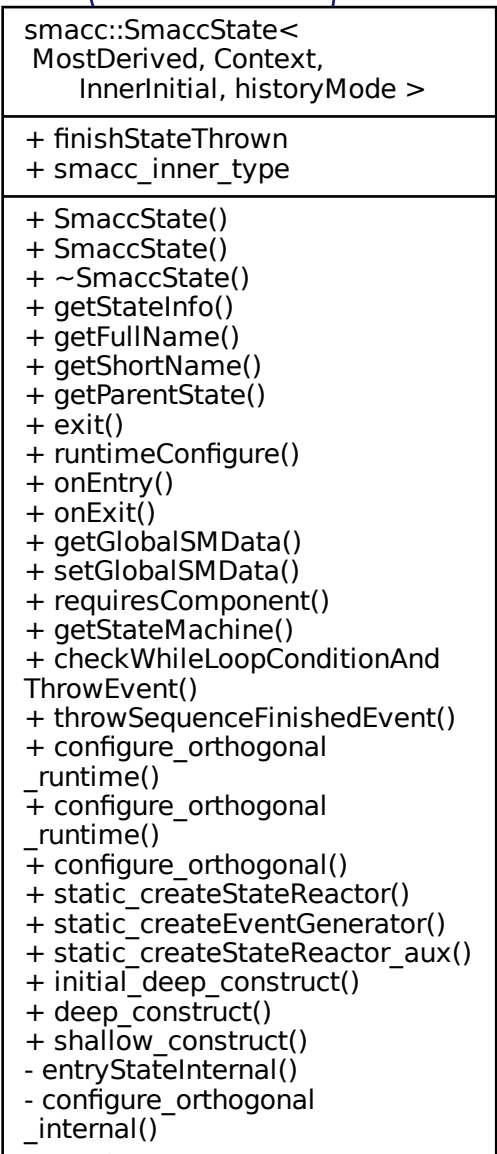 smacc::SmaccState<
MostDerived, Context,
InnerInitial, historyMode >
+ finishStateThrown
+ smacc_inner_type
+ SmaccState()
+ SmaccState()
+ ~SmaccState()
+ getStateInfo()
+ getFullName()
+ getShortName()
+ getParentState()
+ exit()
+ runtimeConfigure()
+ onEntry()
+ onExit()
+ getGlobalSMData()
+ setGlobalSMData()
+ requiresComponent()
+ getStateMachine()
+ checkWhileLoopConditionAnd
ThrowEvent()
+ throwSequenceFinishedEvent()
+ configure_orthogonal
_runtime()
+ configure_orthogonal
_runtime()
+ configure_orthogonal()
+ static_createStateReactor()
+ static_createEventGenerator()
+ static_createStateReactor_aux()
+ initial_deep_construct()
+ deep_construct()
+ shallow_construct()
- entryStateInternal()
- configure_orthogonal
_internal()